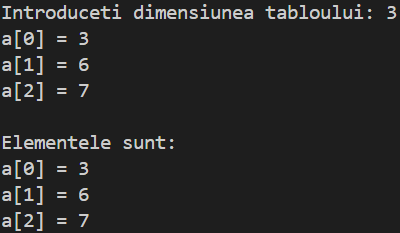 Introduceti dimensiunea tabloului: 3
a[0] = 3
a[1] = 6
a[2] = 7
Elementele sunt:
a[0] = 3
a[1] = 6
a[2] = 7